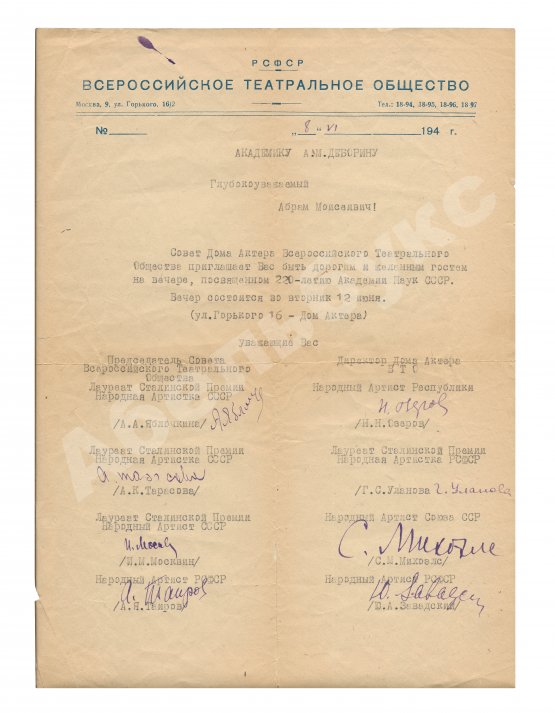 РСФСР
ВСЕРОССИЙСКОЕ ТЕАТРАЛЬНОЕ ОБЩЕСТВО
Москва, 9, ул. Горького, 16/2 Тел.: 18-94, 38-95, 18-96, 18-97
№ „8" VI 194 г.
АКАДЕМИКУ А.М.ДЕБОРИНУ
Глубокоуважаемый
Абрам Моисеевич!
Совет Дома Актера Всероссийского Театрального
Общества приглашает Вас быть дорогим и желанным гостем
на вечере, посвященном 220-летию Академии Наук СССР.
Вечер состоится во вторник 12 июня.
(ул.Горького 16 - Дом Актера)
Уважающие Вас
Председатель Совета
Всероссийского Театрального
Общества
Лауреат Сталинской Премии
Народная Артистка СССР
/А.А.Яблочкина/
Директор Дома Актера
ВТО
Народный Артист Республики
Н. Озеров
/Н.Н.Озеров/
Лауреат Сталинской Премии
Народная Артистка СССР
А. Тарасова
/А.К.Тарасова/
Лауреат Сталинской Премии
Народная Артистка РСФСР
/Г.С.Уланова Г. Уланова
Лауреат Сталинской Премии
Народный Артист СССР
/И.М.Москвин/
Народный Артист Союза ССР
С. Михоэлс
/С.М.Михоэлс/
Народный Артист РСФСР
А. Таиров
/А.Я.Таиров/
Народный Артист РСФСР
Ю. Завадский
/Ю.А.Завадский/